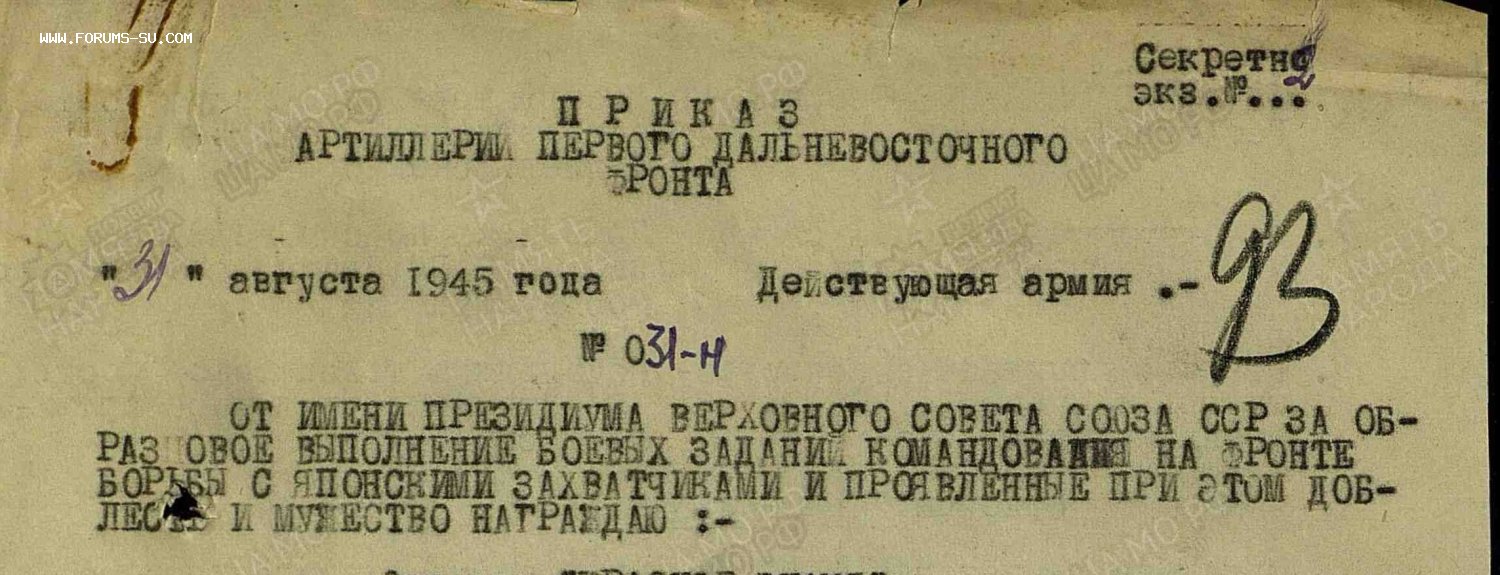 WWW.FORUMS-SU.COM
Секретно
экз.№...2
П Р И К А З
АРТИЛЛЕРИИ ПЕРВОГО ДАЛЬНЕВОСТОЧНОГО
ФРОНТА
"31" августа 1945 года Действующая армия .-
93
№ 031-н
ОТ ИМЕНИ ПРЕЗИДИУМА ВЕРХОВНОГО СОВЕТА СОЮЗА ССР ЗА ОБ-
РАЗЦОВОЕ ВЫПОЛНЕНИЕ БОЕВЫХ ЗАДАНИЙ КОМАНДОВАНИЯ НА ФРОНТЕ
БОРЬБЫ С ЯПОНСКИМИ ЗАХВАТЧИКАМИ И ПРОЯВЛЕННЫЕ ПРИ ЭТОМ ДОБ-
ЛЕСТЬ И МУЖЕСТВО НАГРАЖДАЮ :-